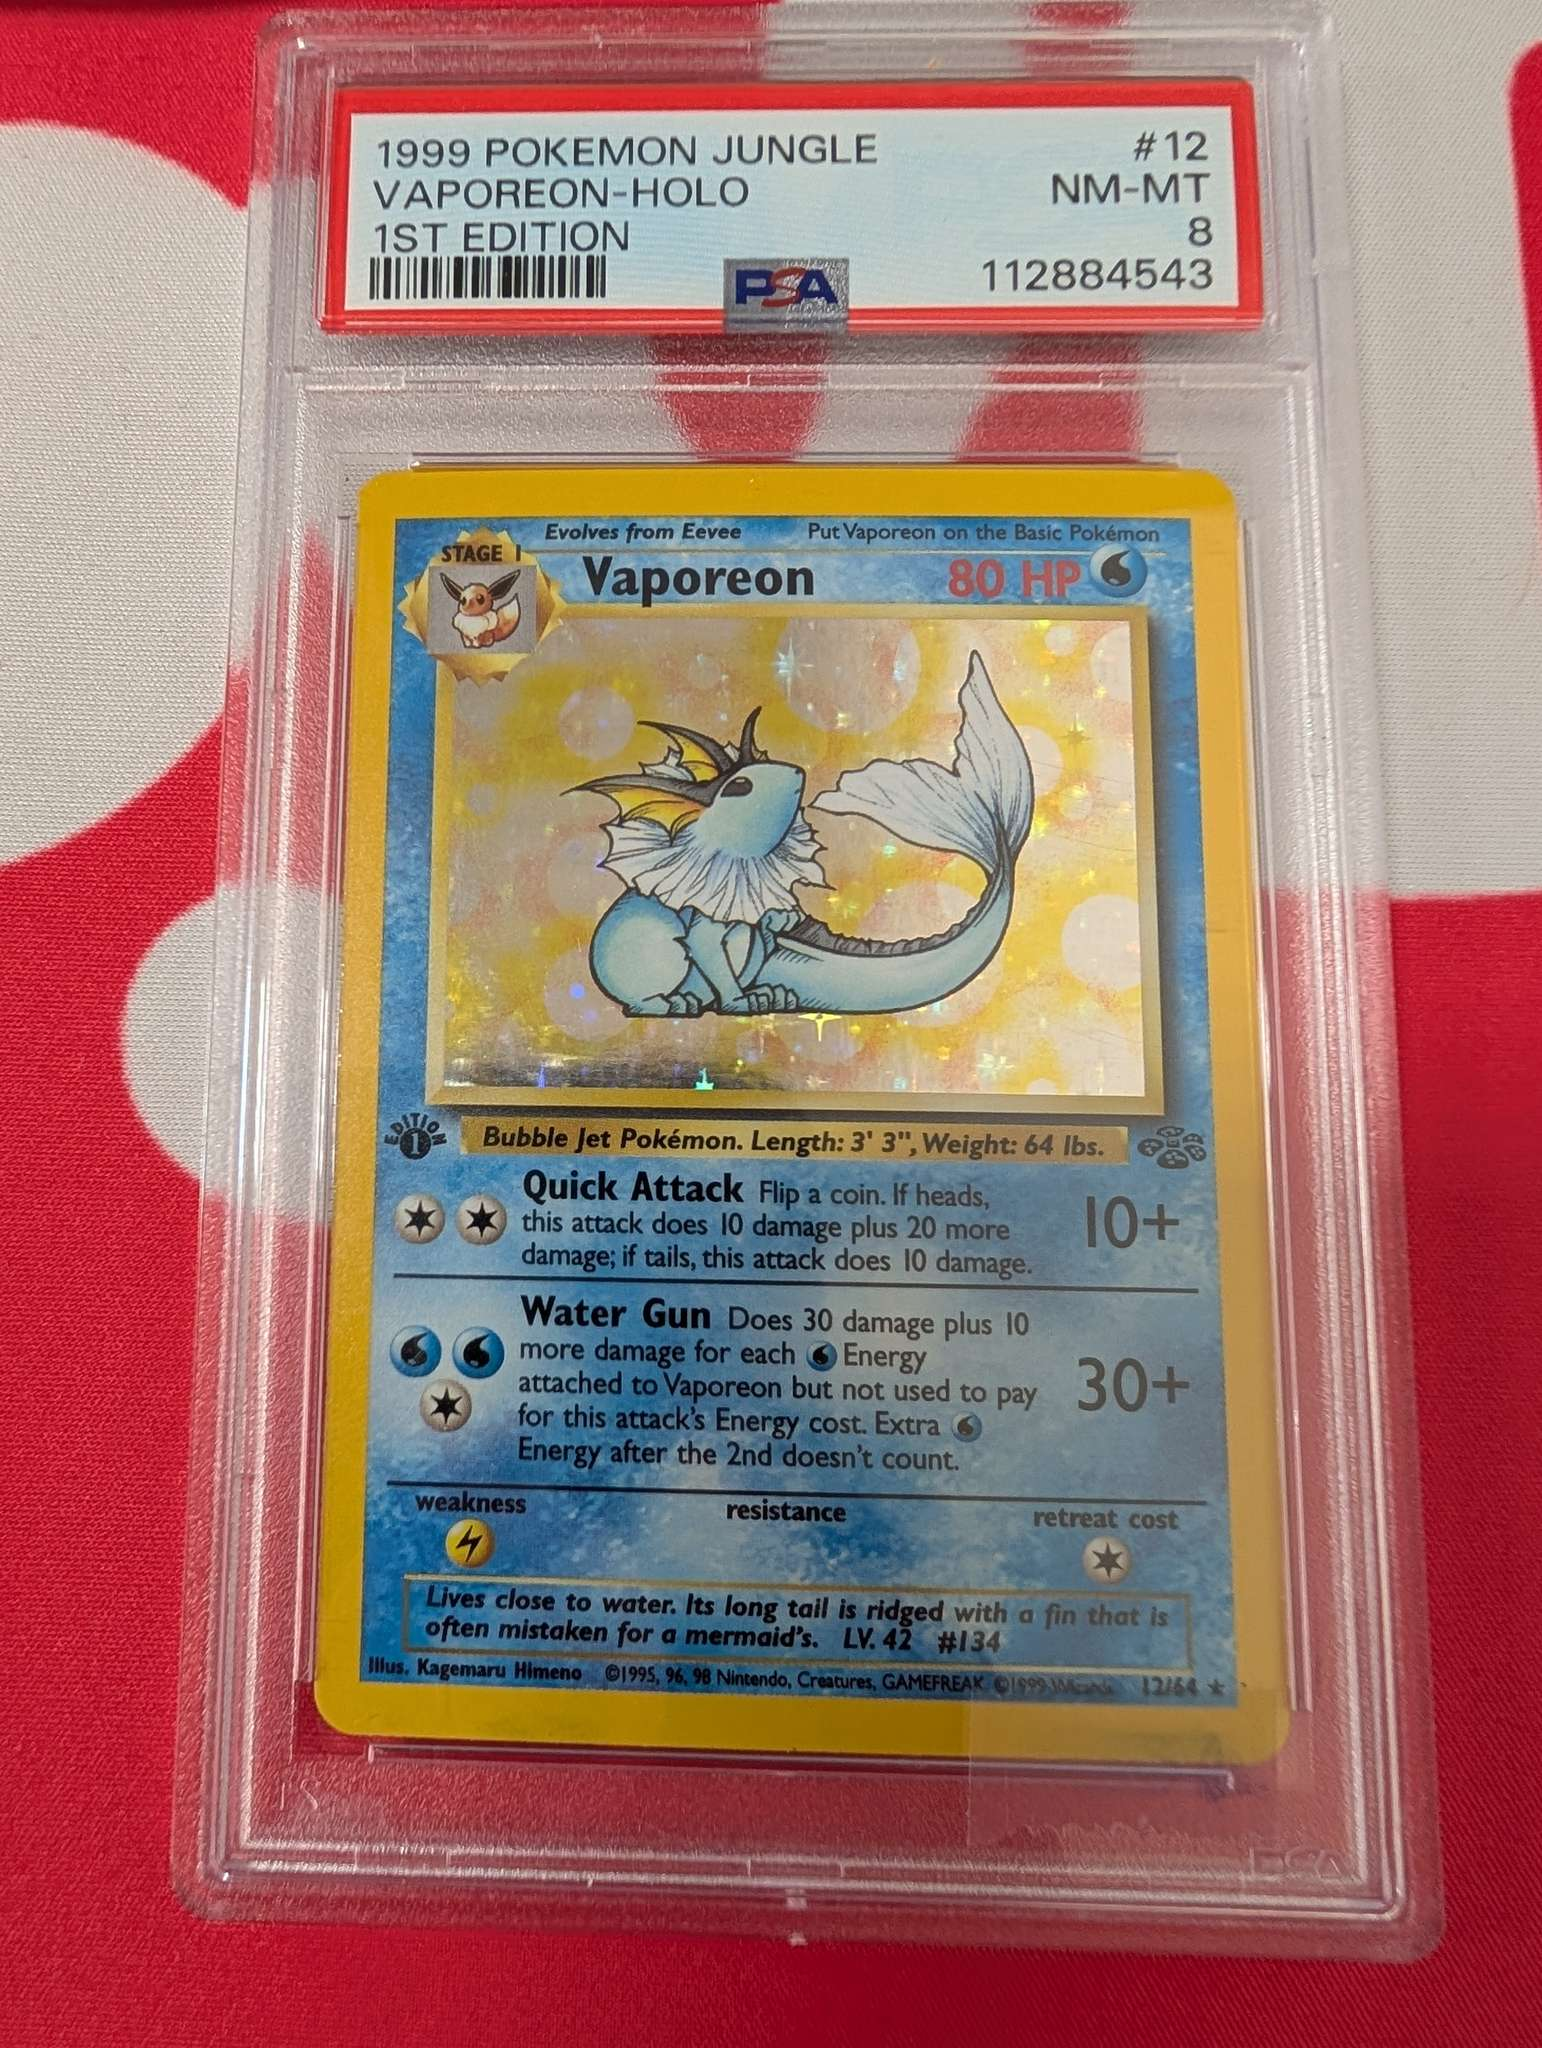 1999 POKEMON JUNGLE #12
VAPOREON-HOLO NM-MT
1ST EDITION 8
PSA 112884543
Evolves from Eevee Put Vaporeon on the Basic Pokémon
STAGE 1
Vaporeon 80 HP
EDITION 1
Bubble Jet Pokémon. Length: 3' 3", Weight: 64 lbs.
Quick Attack Flip a coin. If heads,
this attack does 10 damage plus 20 more 10+
damage; if tails, this attack does 10 damage.
Water Gun Does 30 damage plus 10
more damage for each Energy
attached to Vaporeon but not used to pay 30+
for this attack's Energy cost. Extra
Energy after the 2nd doesn't count.
weakness resistance retreat cost
Lives close to water. Its long tail is ridged with a fin that is
often mistaken for a mermaid's. LV. 42 #134
Illus. Kagemaru Himeno ©1995, 96, 98 Nintendo, Creatures, GAMEFREAK ©1999 12/64 ★
PSA